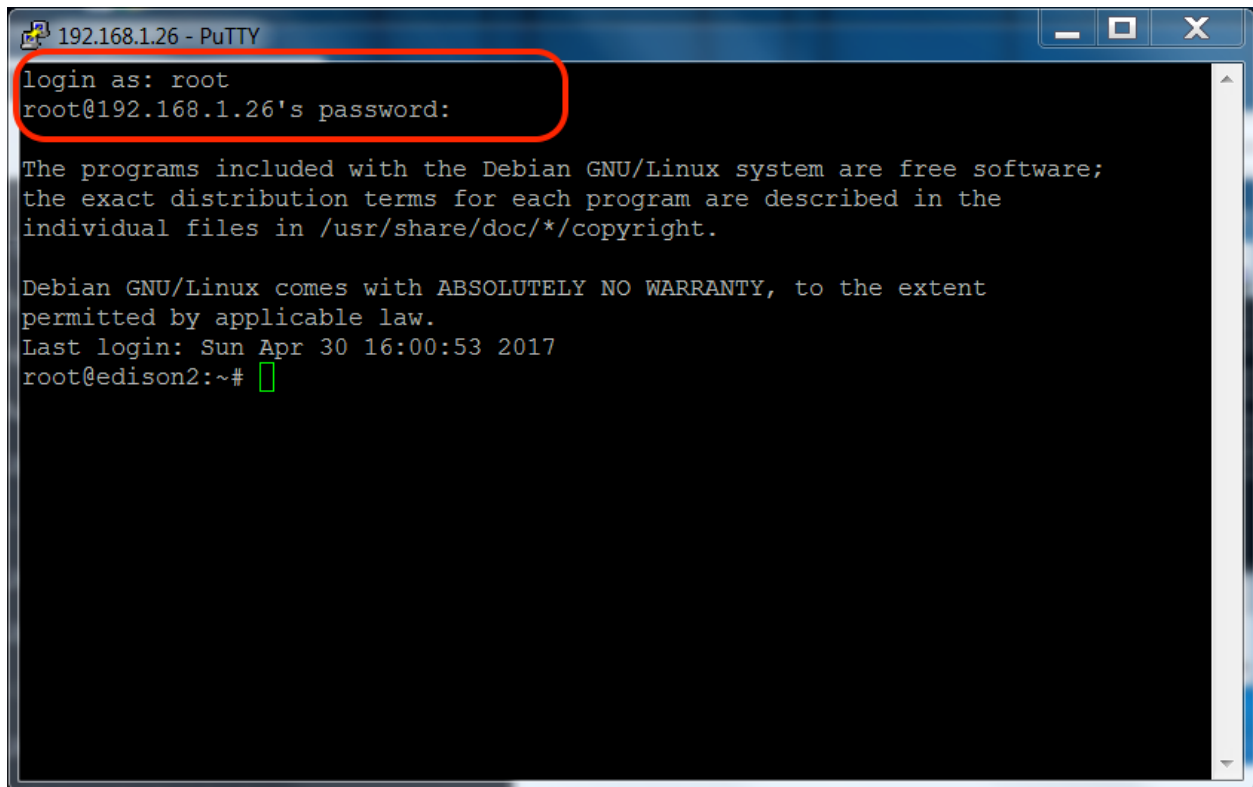 192.168.1.26 - PuTTY
login as: root
root@192.168.1.26's password:
The programs included with the Debian GNU/Linux system are free software;
the exact distribution terms for each program are described in the
individual files in /usr/share/doc/*/copyright.
Debian GNU/Linux comes with ABSOLUTELY NO WARRANTY, to the extent
permitted by applicable law.
Last login: Sun Apr 30 16:00:53 2017
root@edison2:~#